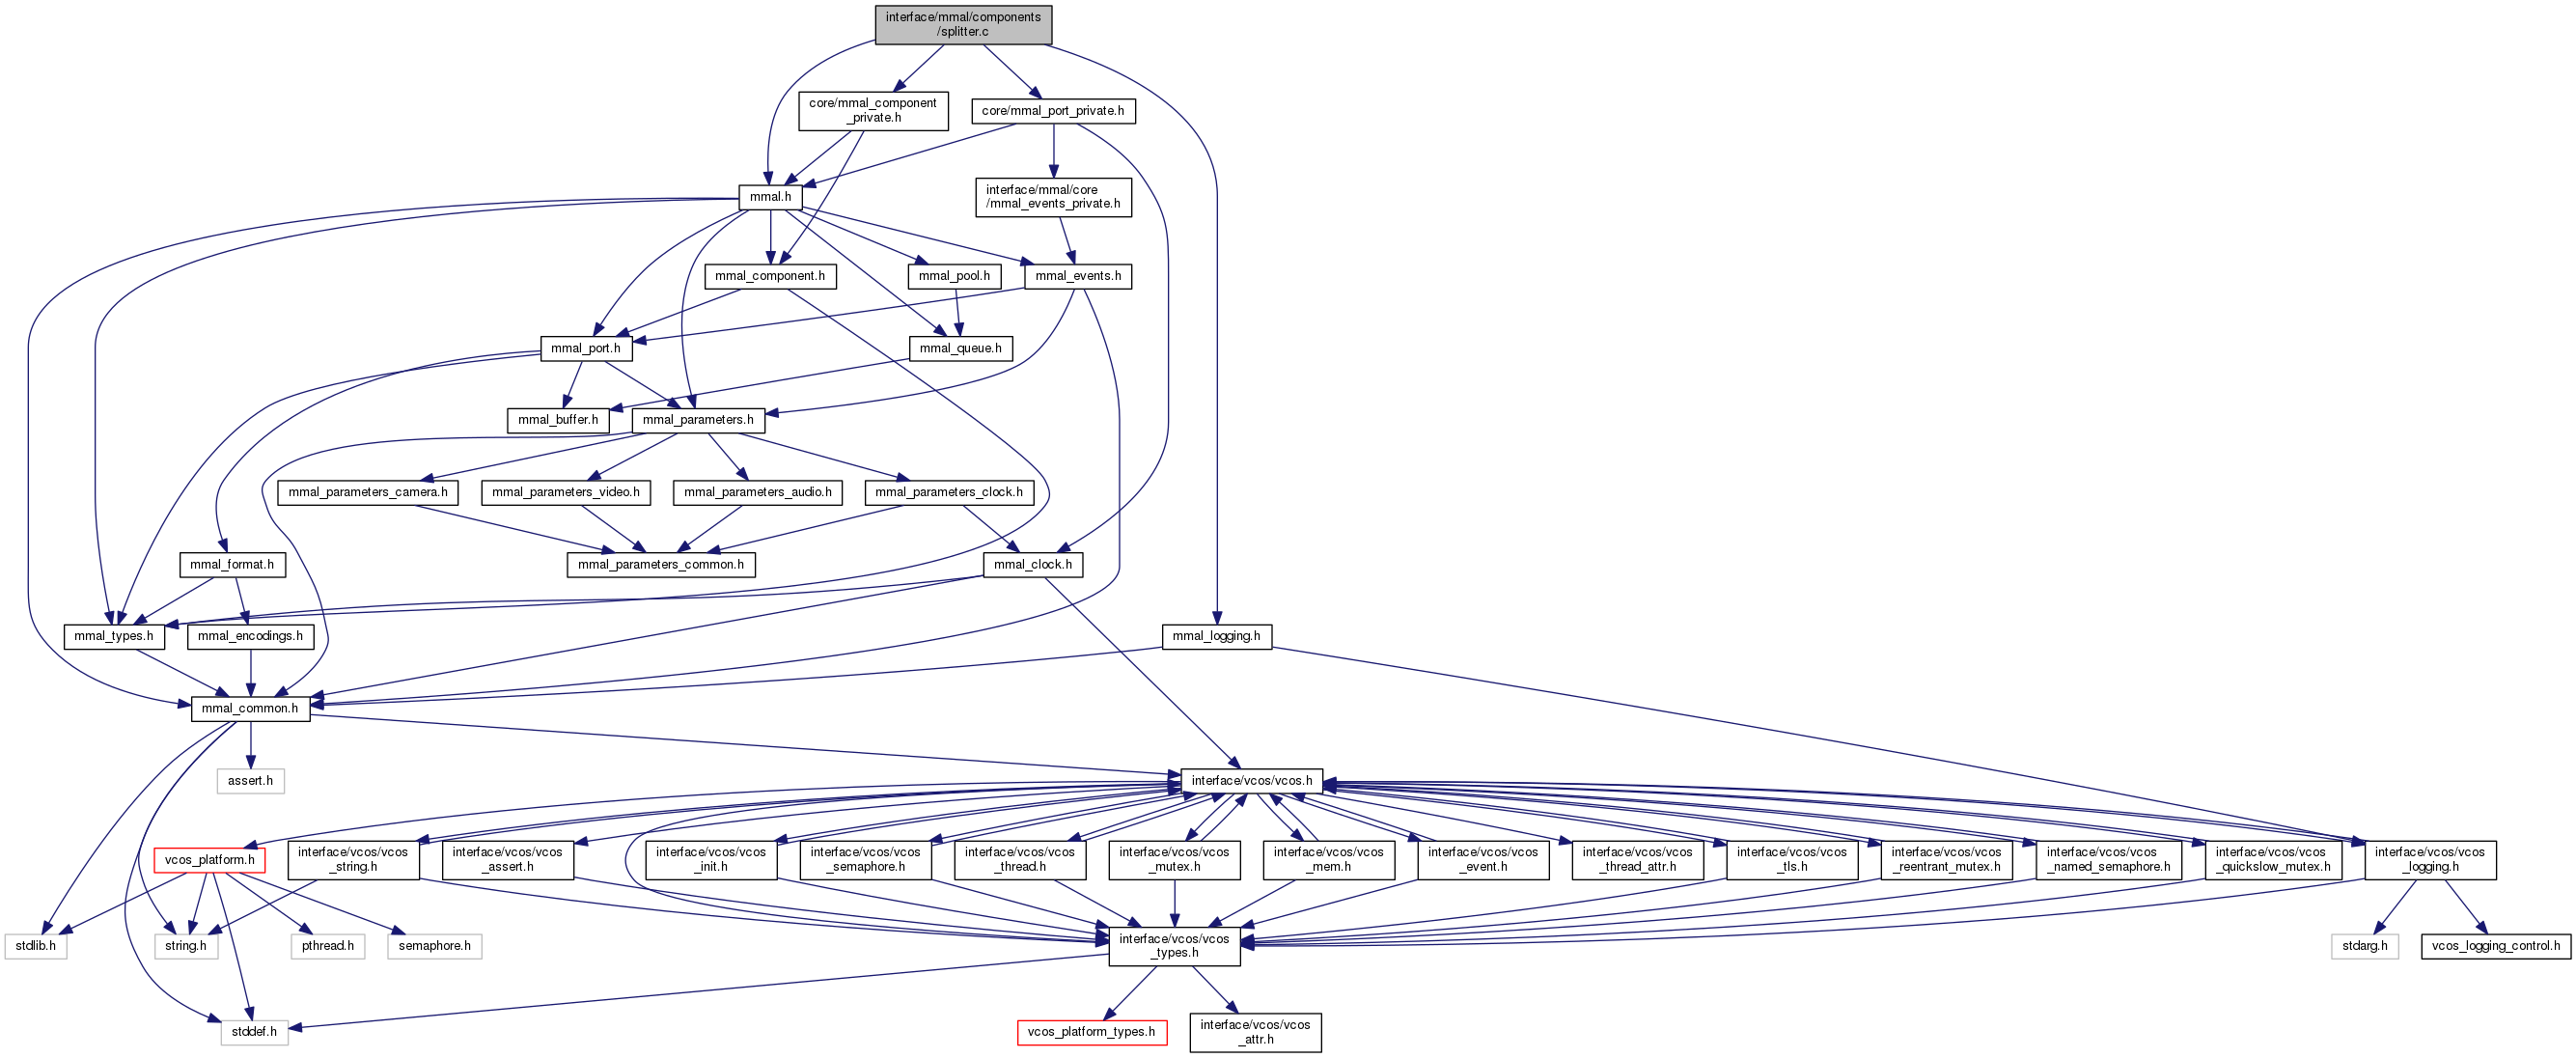 interface/mmal/components
/splitter.c
core/mmal_component
_private.h
core/mmal_port_private.h
mmal.h
interface/mmal/core
/mmal_events_private.h
mmal_component.h
mmal_pool.h
mmal_events.h
mmal_port.h
mmal_queue.h
mmal_buffer.h
mmal_parameters.h
mmal_parameters_camera.h
mmal_parameters_video.h
mmal_parameters_audio.h
mmal_parameters_clock.h
mmal_format.h
mmal_parameters_common.h
mmal_clock.h
mmal_types.h
mmal_encodings.h
mmal_logging.h
mmal_common.h
assert.h
interface/vcos/vcos.h
vcos_platform.h
interface/vcos/vcos
_string.h
interface/vcos/vcos
_assert.h
interface/vcos/vcos
_init.h
interface/vcos/vcos
_semaphore.h
interface/vcos/vcos
_thread.h
interface/vcos/vcos
_mutex.h
interface/vcos/vcos
_mem.h
interface/vcos/vcos
_event.h
interface/vcos/vcos
_thread_attr.h
interface/vcos/vcos
_tls.h
interface/vcos/vcos
_reentrant_mutex.h
interface/vcos/vcos
_named_semaphore.h
interface/vcos/vcos
_quickslow_mutex.h
interface/vcos/vcos
_logging.h
stdlib.h
string.h
pthread.h
semaphore.h
interface/vcos/vcos
_types.h
stdarg.h
vcos_logging_control.h
stddef.h
vcos_platform_types.h
interface/vcos/vcos
_attr.h